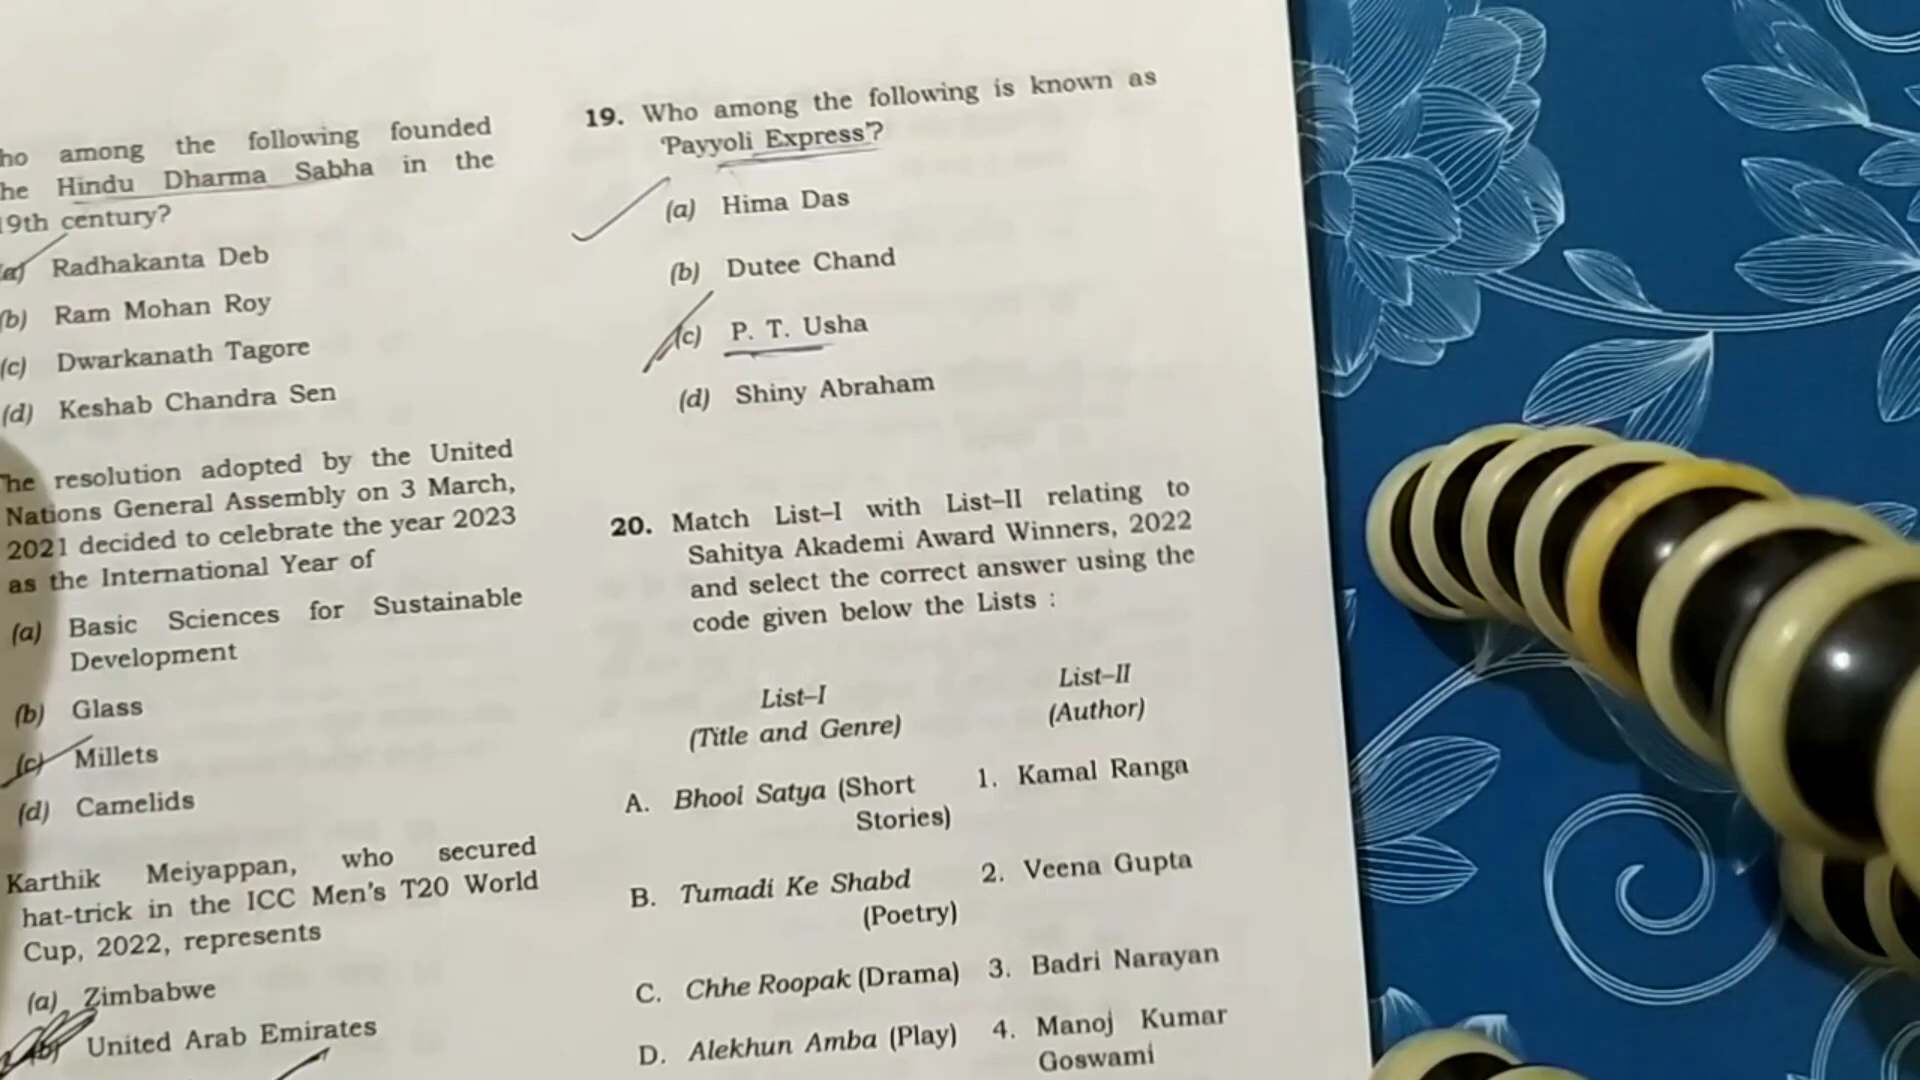 ho among the following founded
he Hindu Dharma Sabha in the
19th century?
(a) Radhakanta Deb
(b) Ram Mohan Roy
(c) Dwarkanath Tagore
(d) Keshab Chandra Sen
The resolution adopted by the United
Nations General Assembly on 3 March,
2021 decided to celebrate the year 2023
as the International Year of
(a) Basic Sciences for Sustainable
Development
(b) Glass
(c) Millets
(d) Camelids
Karthik Meiyappan, who secured
hat-trick in the ICC Men's T20 World
Cup, 2022, represents
(a) Zimbabwe
(b) United Arab Emirates
19. Who among the following is known as
'Payyoli Express'?
(a) Hima Das
(b) Dutee Chand
(c) P. T. Usha
(d) Shiny Abraham
20. Match List–I with List–II relating to
Sahitya Akademi Award Winners, 2022
and select the correct answer using the
code given below the Lists :
List–I List–II
(Title and Genre) (Author)
A. Bhool Satya (Short 1. Kamal Ranga
Stories)
B. Tumadi Ke Shabd 2. Veena Gupta
(Poetry)
C. Chhe Roopak (Drama) 3. Badri Narayan
D. Alekhun Amba (Play) 4. Manoj Kumar
Goswami